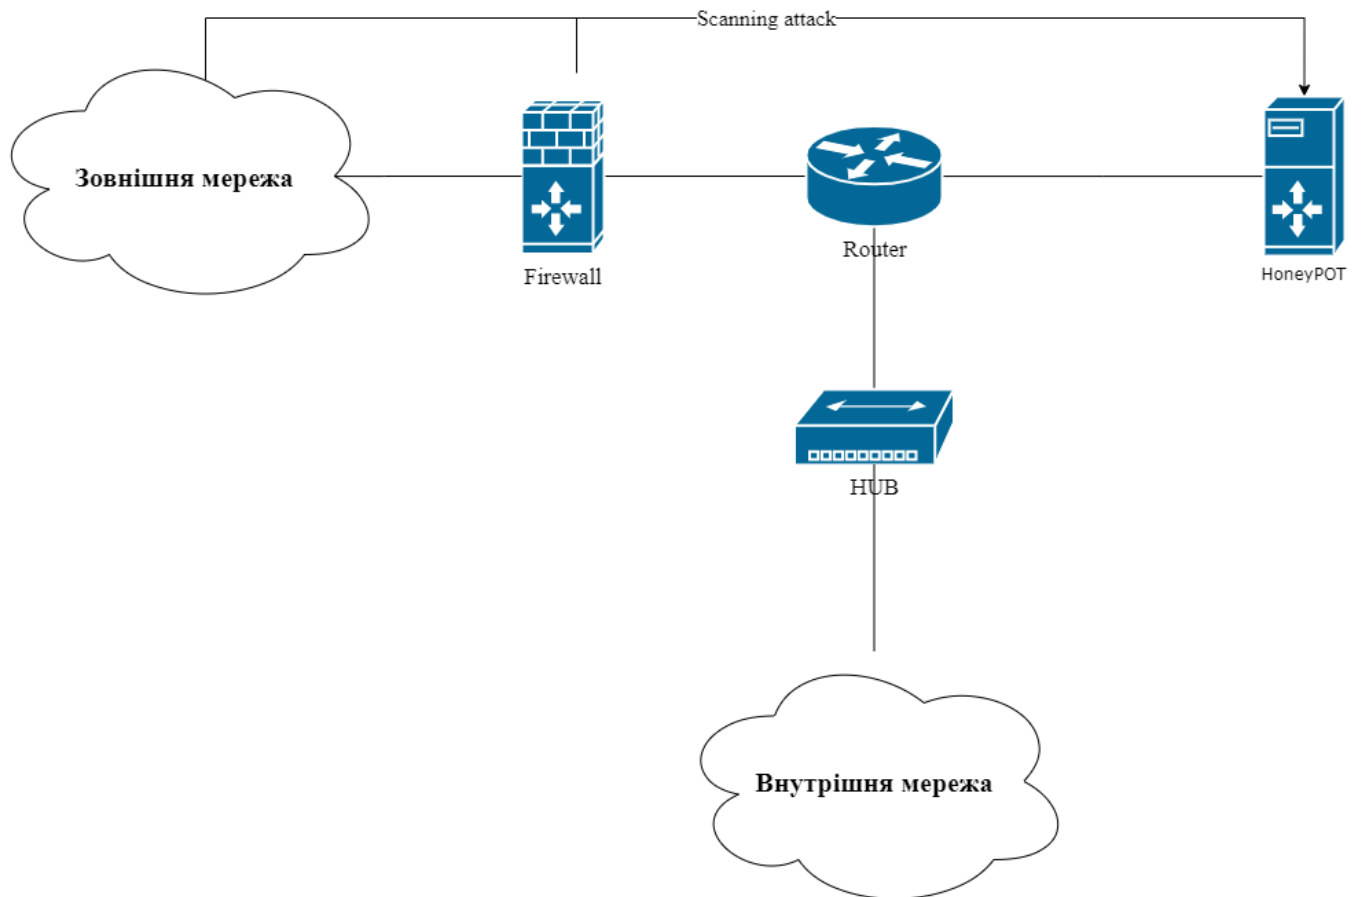 Scanning attack
Зовнішня мережа
Firewall
Router
HoneyPOT
HUB
Внутрішня мережа